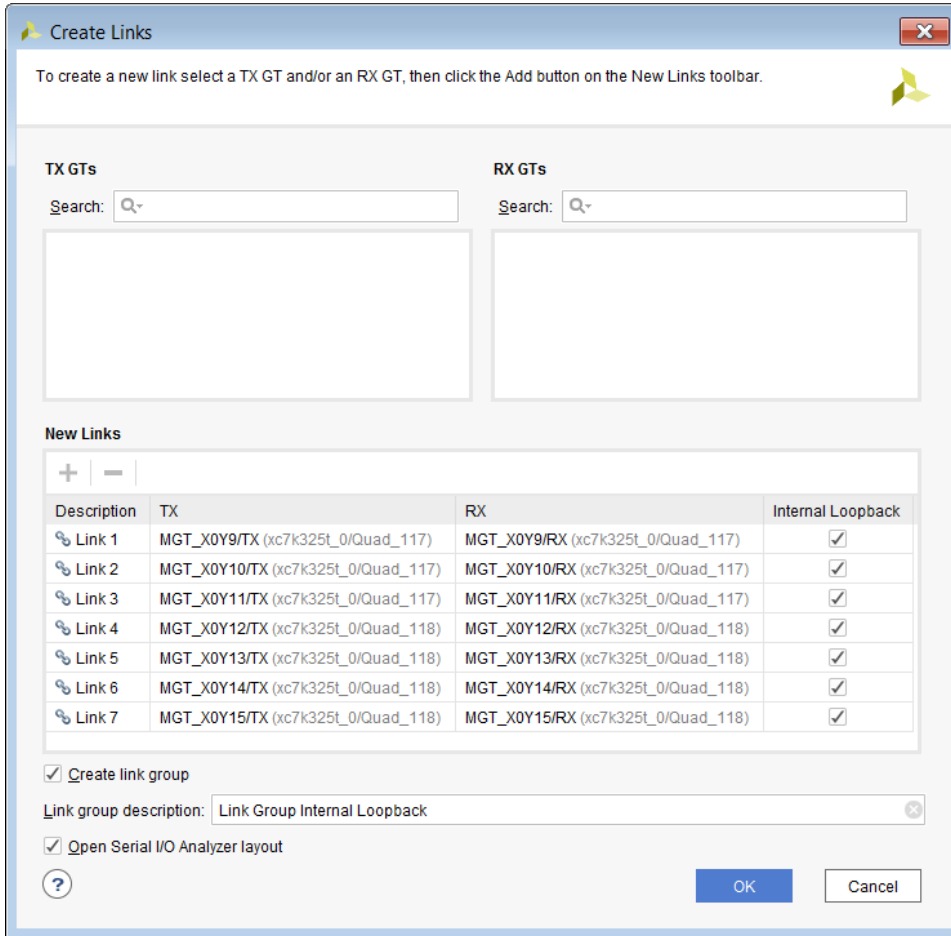 Create Links
To create a new link select a TX GT and/or an RX GT, then click the Add button on the New Links toolbar.
TX GTs RX GTs
Search: Search:
New Links
Description TX RX Internal Loopback
Link 1 MGT_X0Y9/TX (xc7k325t_0/Quad_117) MGT_X0Y9/RX (xc7k325t_0/Quad_117)
Link 2 MGT_X0Y10/TX (xc7k325t_0/Quad_117) MGT_X0Y10/RX (xc7k325t_0/Quad_117)
Link 3 MGT_X0Y11/TX (xc7k325t_0/Quad_117) MGT_X0Y11/RX (xc7k325t_0/Quad_117)
Link 4 MGT_X0Y12/TX (xc7k325t_0/Quad_118) MGT_X0Y12/RX (xc7k325t_0/Quad_118)
Link 5 MGT_X0Y13/TX (xc7k325t_0/Quad_118) MGT_X0Y13/RX (xc7k325t_0/Quad_118)
Link 6 MGT_X0Y14/TX (xc7k325t_0/Quad_118) MGT_X0Y14/RX (xc7k325t_0/Quad_118)
Link 7 MGT_X0Y15/TX (xc7k325t_0/Quad_118) MGT_X0Y15/RX (xc7k325t_0/Quad_118)
Create link group
Link group description: Link Group Internal Loopback
Open Serial I/O Analyzer layout
? OK Cancel